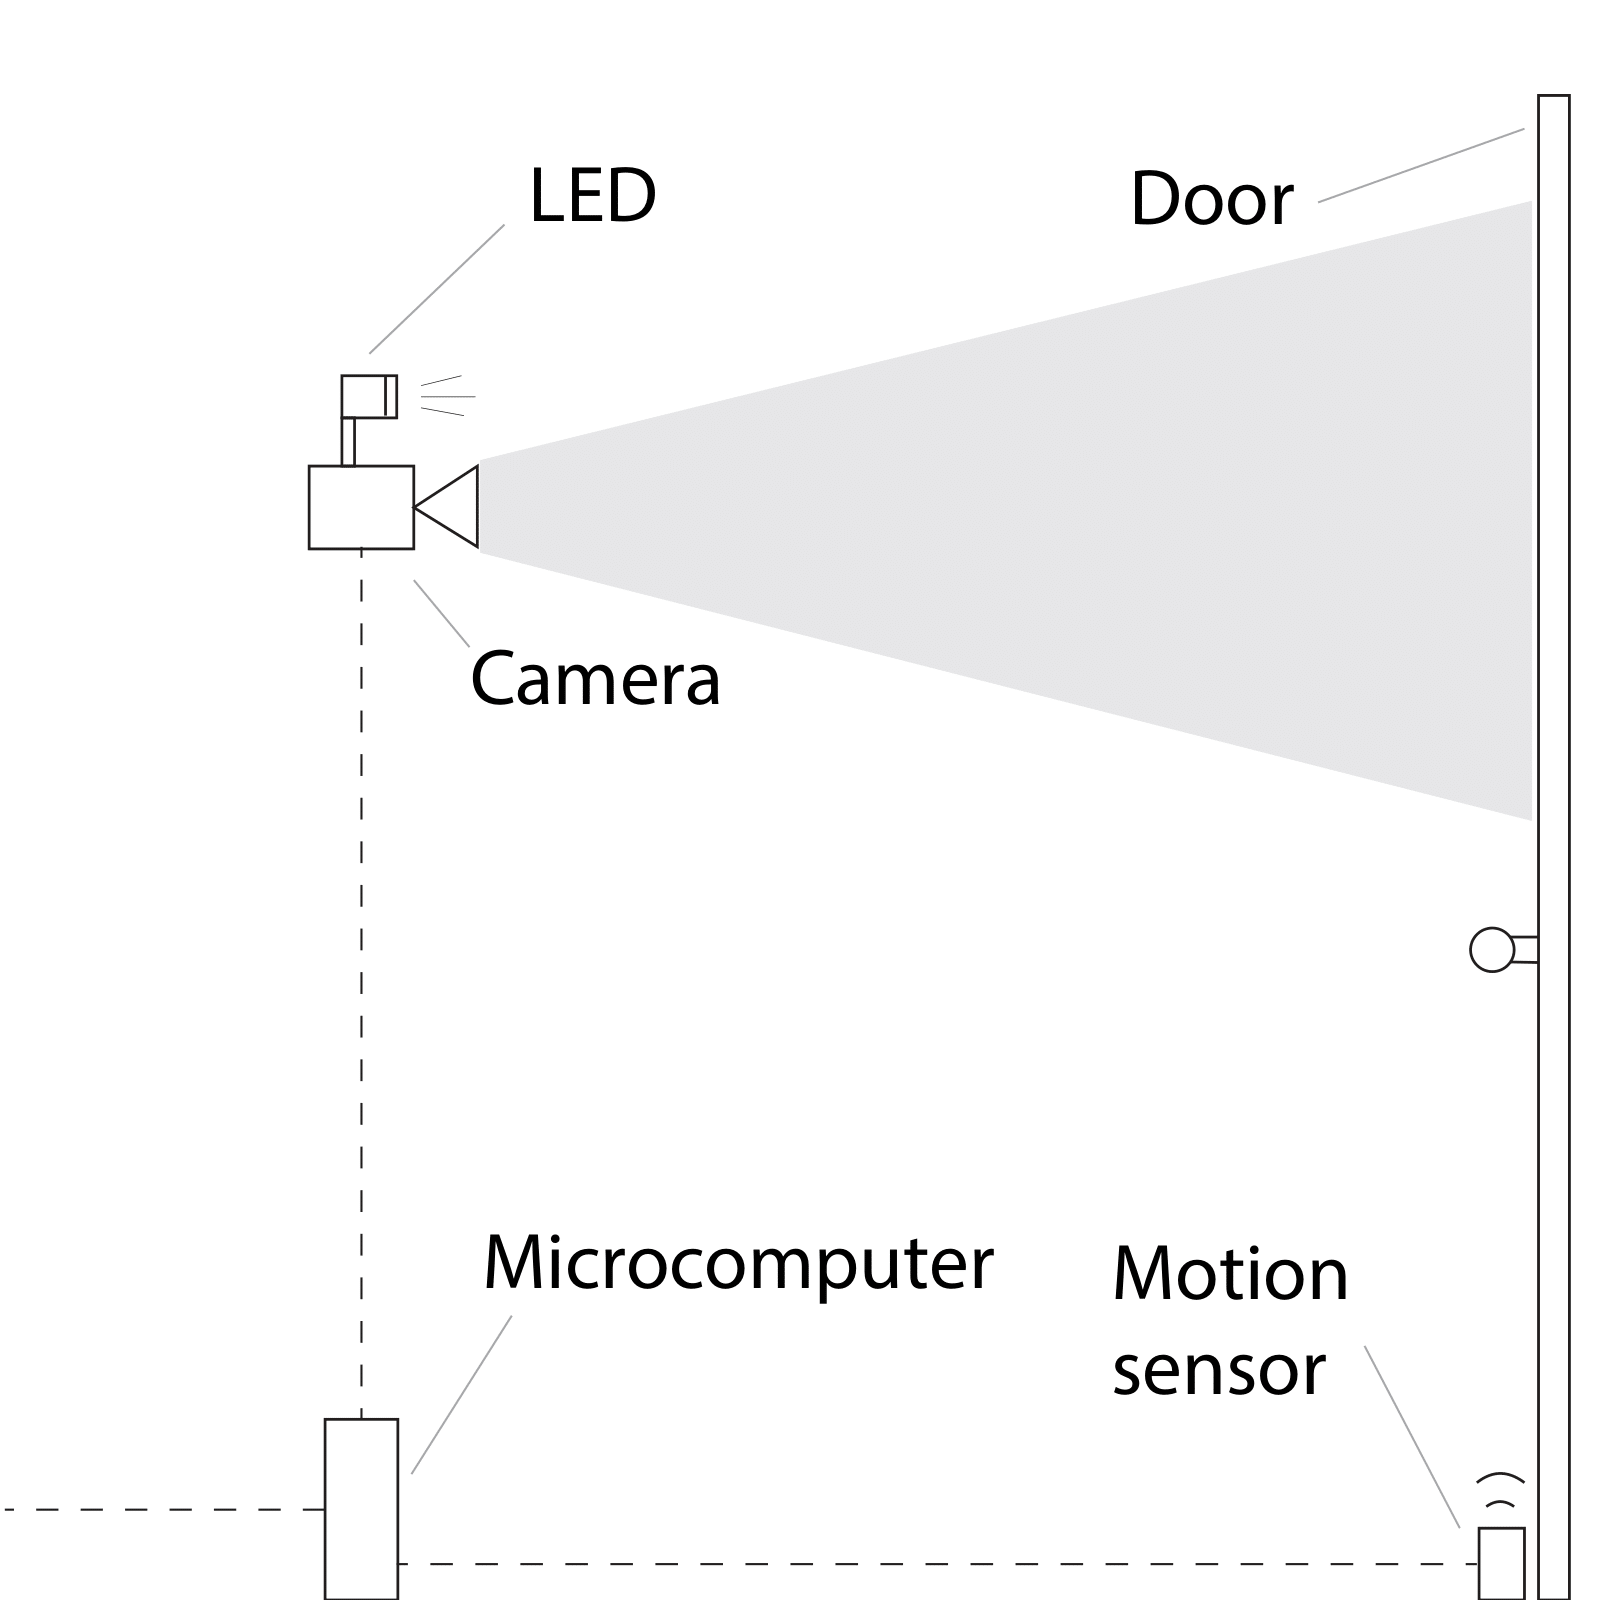 LED
Door
Camera
Microcomputer
Motion
sensor